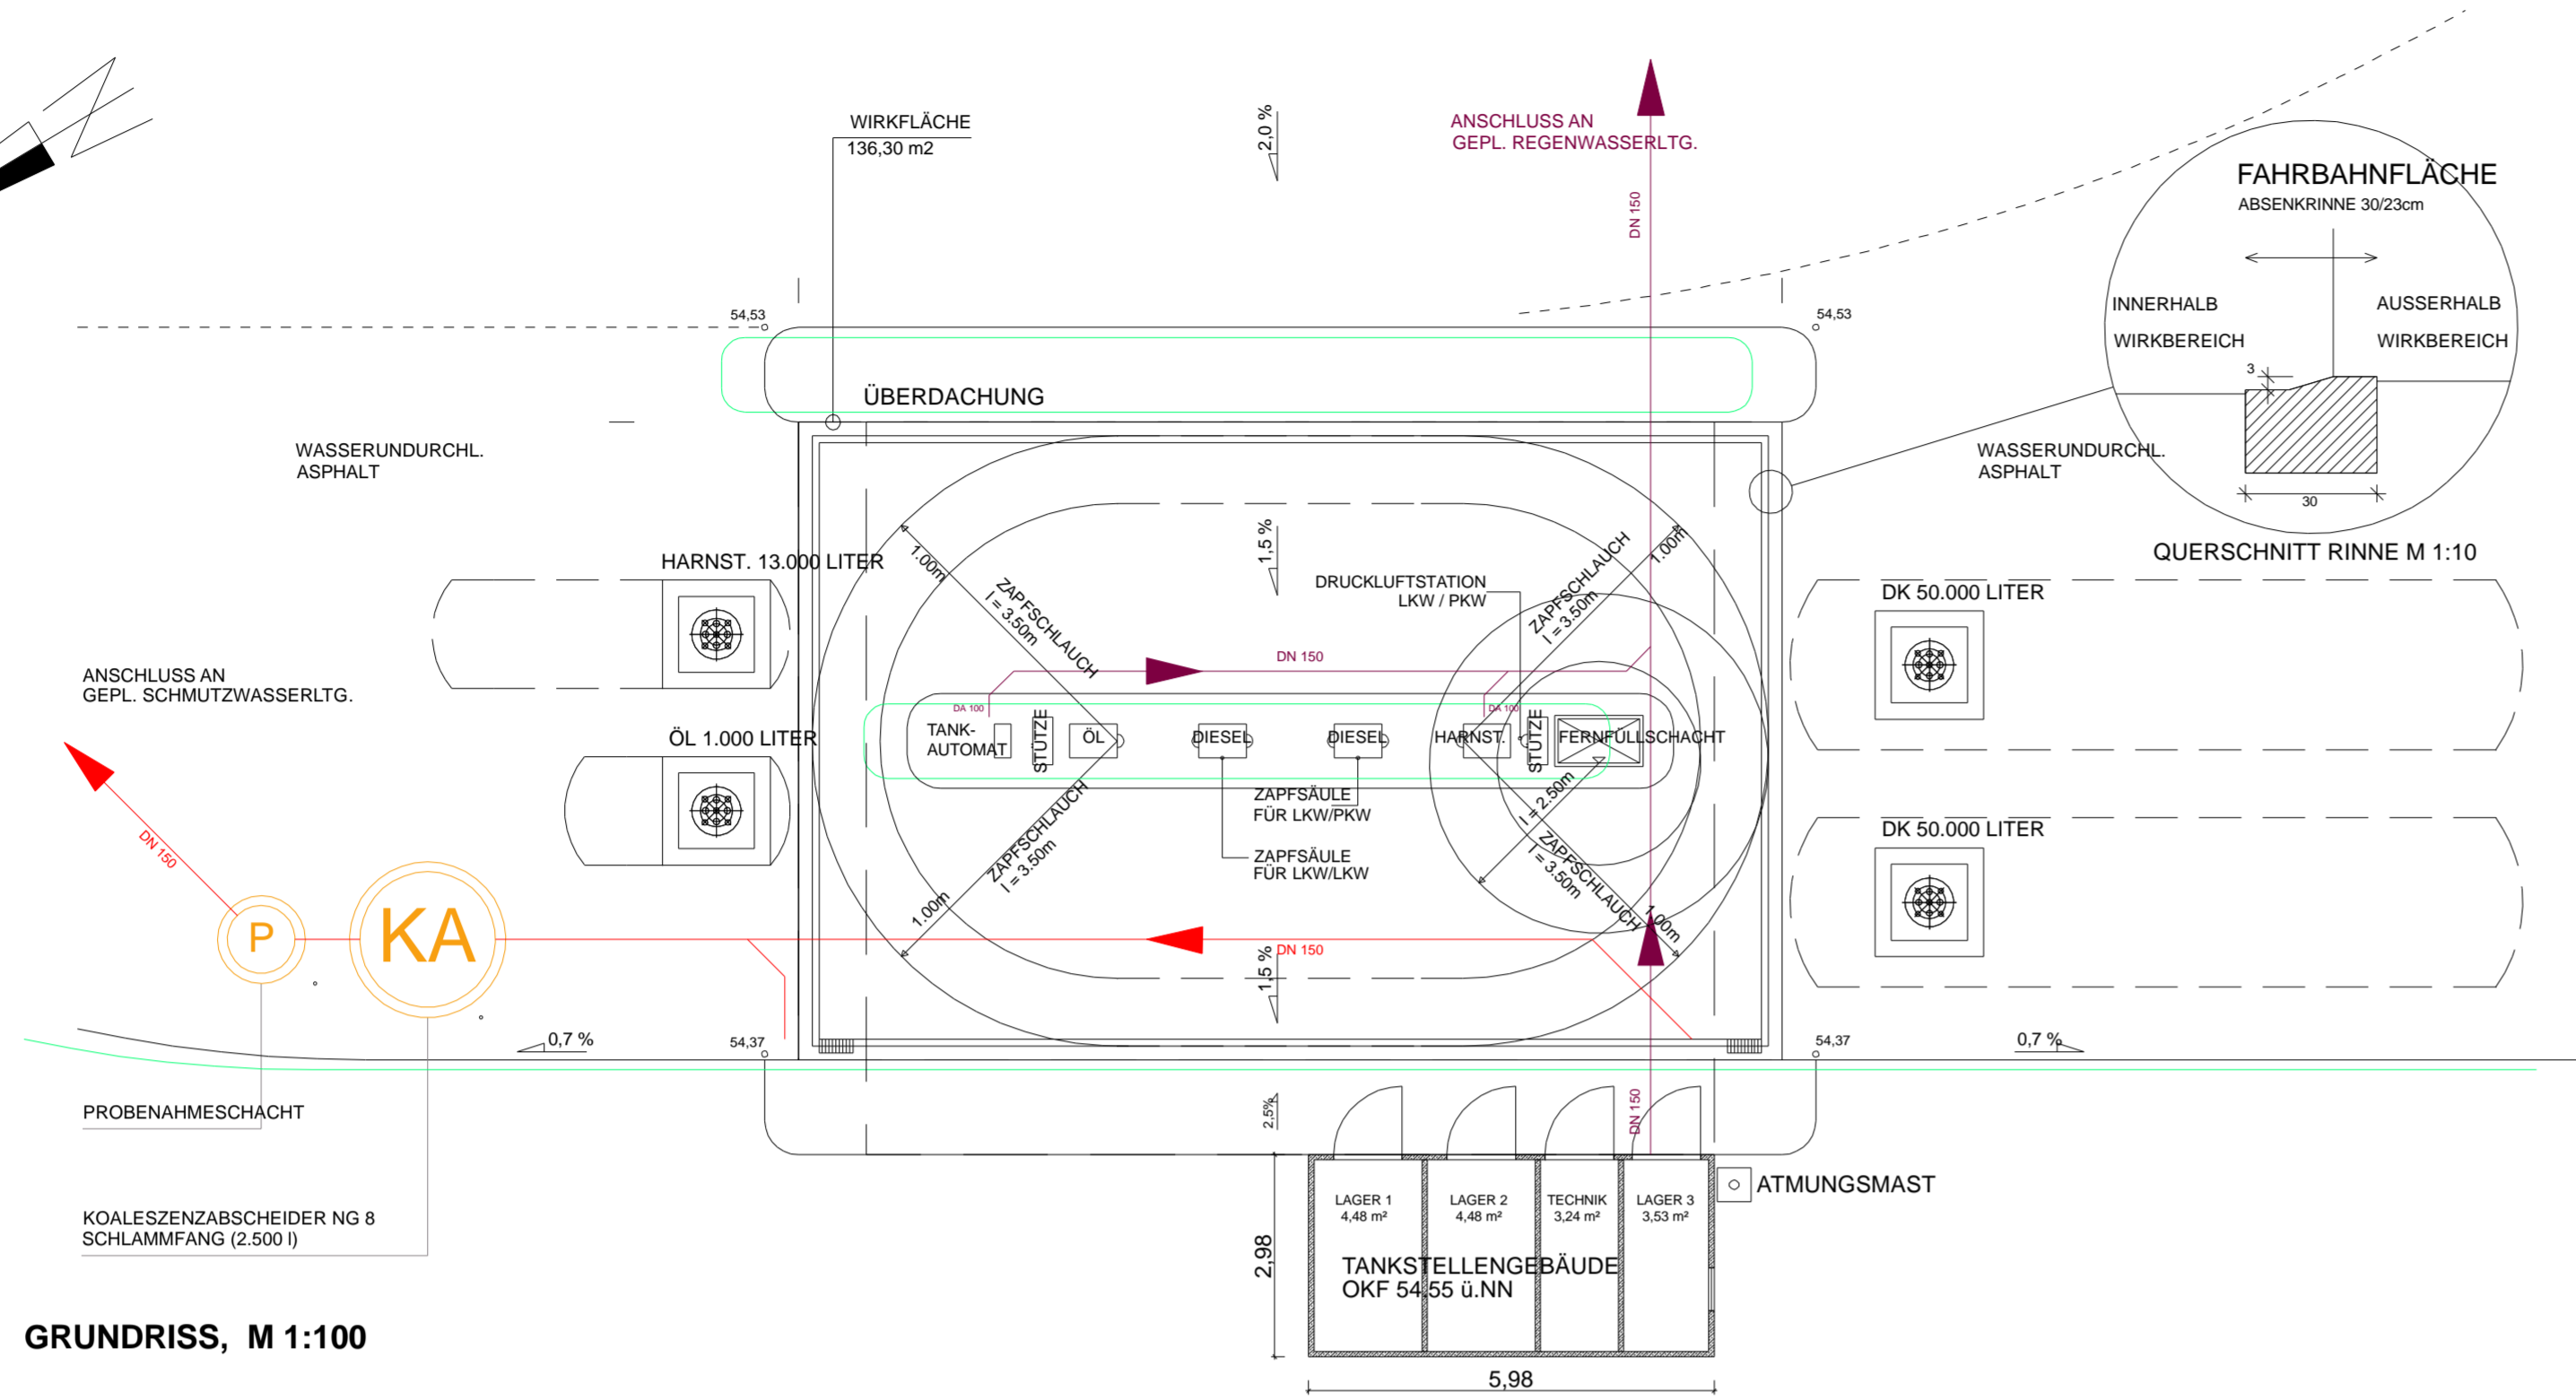 WIRKFLÄCHE
136,30 m2
2,0 %
ANSCHLUSS AN
GEPL. REGENWASSERLTG.
DN 150
FAHRBAHNFLÄCHE
ABSENKRINNE 30/23cm
INNERHALB
WIRKBEREICH
AUSSERHALB
WIRKBEREICH
3
30
QUERSCHNITT RINNE M 1:10
54,53
54,53
ÜBERDACHUNG
WASSERUNDURCHL.
ASPHALT
WASSERUNDURCHL.
ASPHALT
HARNST. 13.000 LITER
1.00m
ZAPFSCHLAUCH
l = 3.50m
1,5 %
DRUCKLUFTSTATION
LKW / PKW
ZAPFSCHLAUCH
l = 3.50m
1.00m
DK 50.000 LITER
ANSCHLUSS AN
GEPL. SCHMUTZWASSERLTG.
DN 150
DA 100
DA 100
ÖL 1.000 LITER
TANK-
AUTOMAT
STÜTZE
ÖL
DIESEL
DIESEL
HARNST.
STÜTZE
FERNFÜLLSCHACHT
ZAPFSÄULE
FÜR LKW/PKW
ZAPFSÄULE
FÜR LKW/LKW
l = 2.50m
ZAPFSCHLAUCH
l = 3.50m
1.00m
ZAPFSCHLAUCH
l = 3.50m
1.00m
DK 50.000 LITER
DN 150
P
KA
DN 150
1,5 %
0,7 %
54,37
54,37
0,7 %
PROBENAHMESCHACHT
2,5%
DN 150
KOALESZENZABSCHEIDER NG 8
SCHLAMMFANG (2.500 l)
LAGER 1
4,48 m²
LAGER 2
4,48 m²
TECHNIK
3,24 m²
LAGER 3
3,53 m²
ATMUNGSMAST
TANKSTELLENGEBÄUDE
OKF 54.55 ü.NN
2,98
5,98
GRUNDRISS, M 1:100